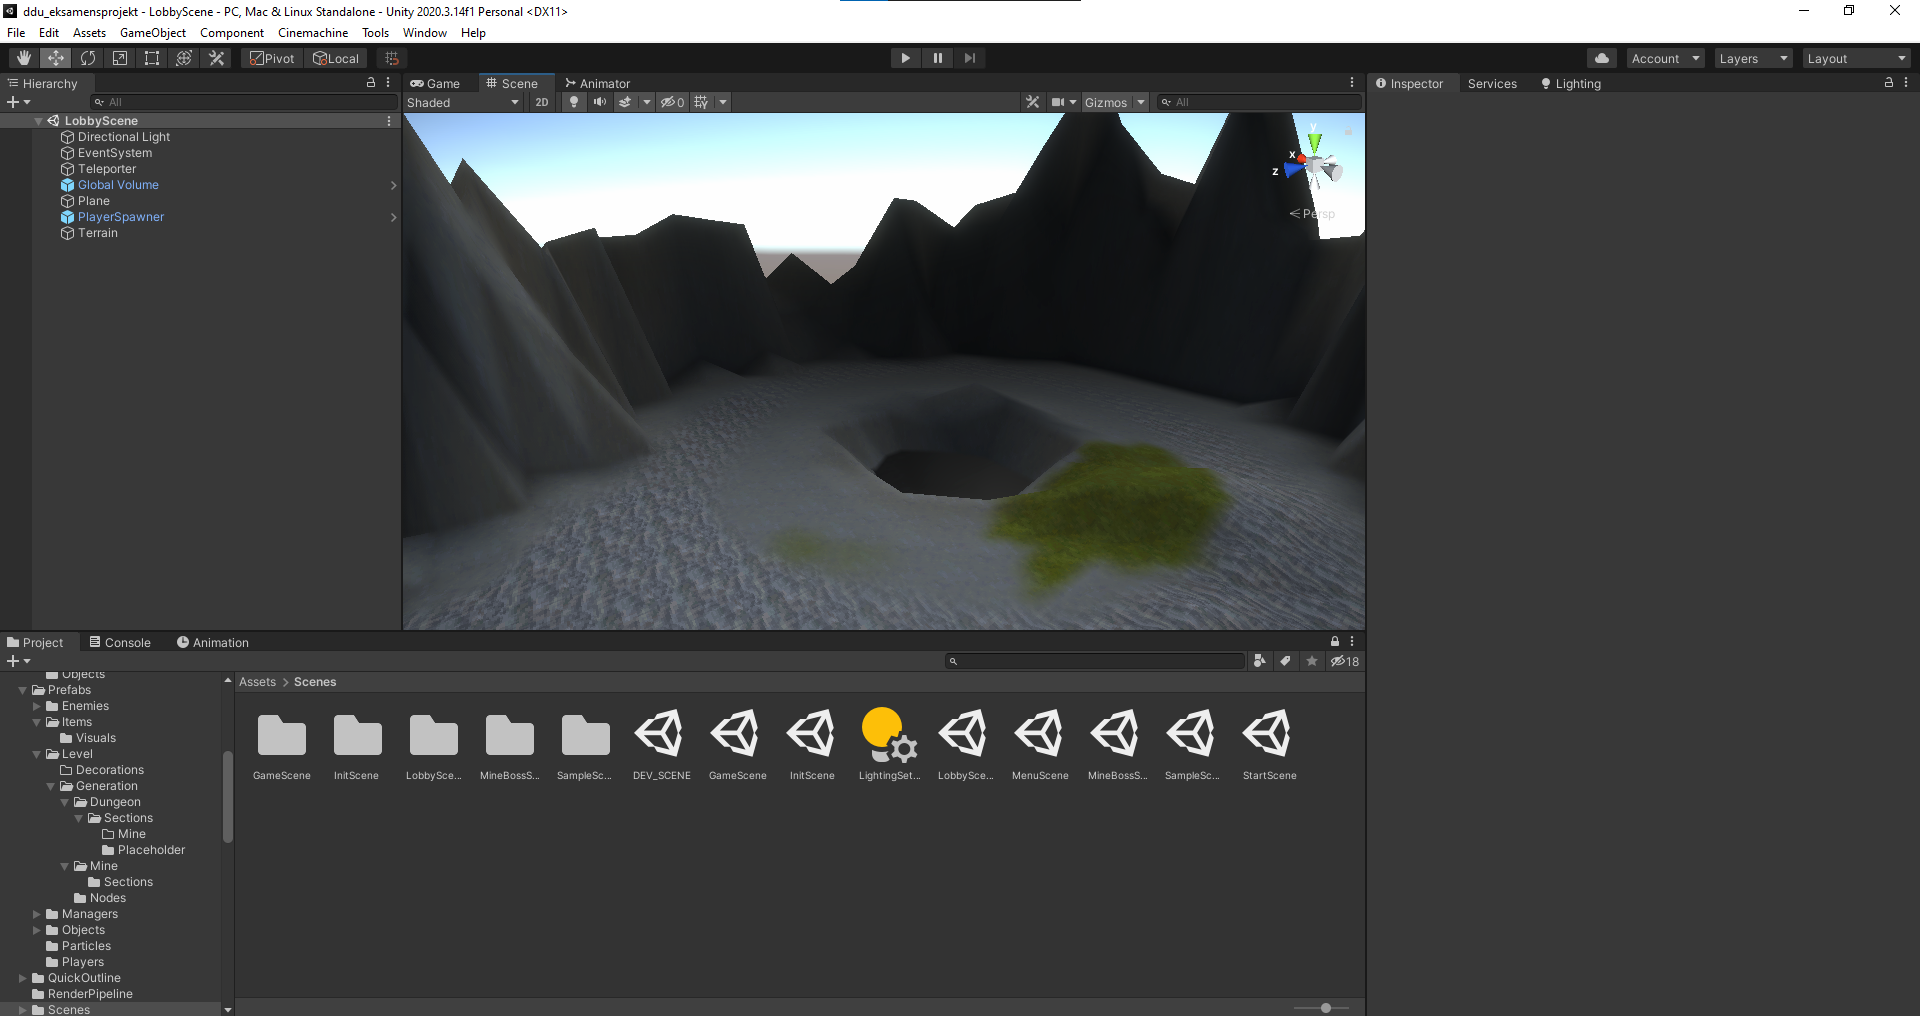 ddu_eksamensprojekt - LobbyScene - PC, Mac & Linux Standalone - Unity 2020.3.14f1 Personal <DX11>
File Edit Assets GameObject Component Cinemachine Tools Window Help
Pivot Local Account Layers Layout
Hierarchy
All
LobbyScene
Directional Light
EventSystem
Teleporter
Global Volume
Plane
PlayerSpawner
Terrain
Game Scene Animator
Shaded 2D 0 Gizmos All
y
x
z
Persp
Inspector Services Lighting
Project Console Animation
18
Objects
Prefabs
Enemies
Items
Visuals
Level
Decorations
Generation
Dungeon
Sections
Mine
Placeholder
Mine
Sections
Nodes
Managers
Objects
Particles
Players
QuickOutline
RenderPipeline
Scenes
Assets > Scenes
GameScene InitScene LobbySce... MineBossS... SampleSc... DEV_SCENE GameScene InitScene LightingSet... LobbySce... MenuScene MineBossS... SampleSc... StartScene